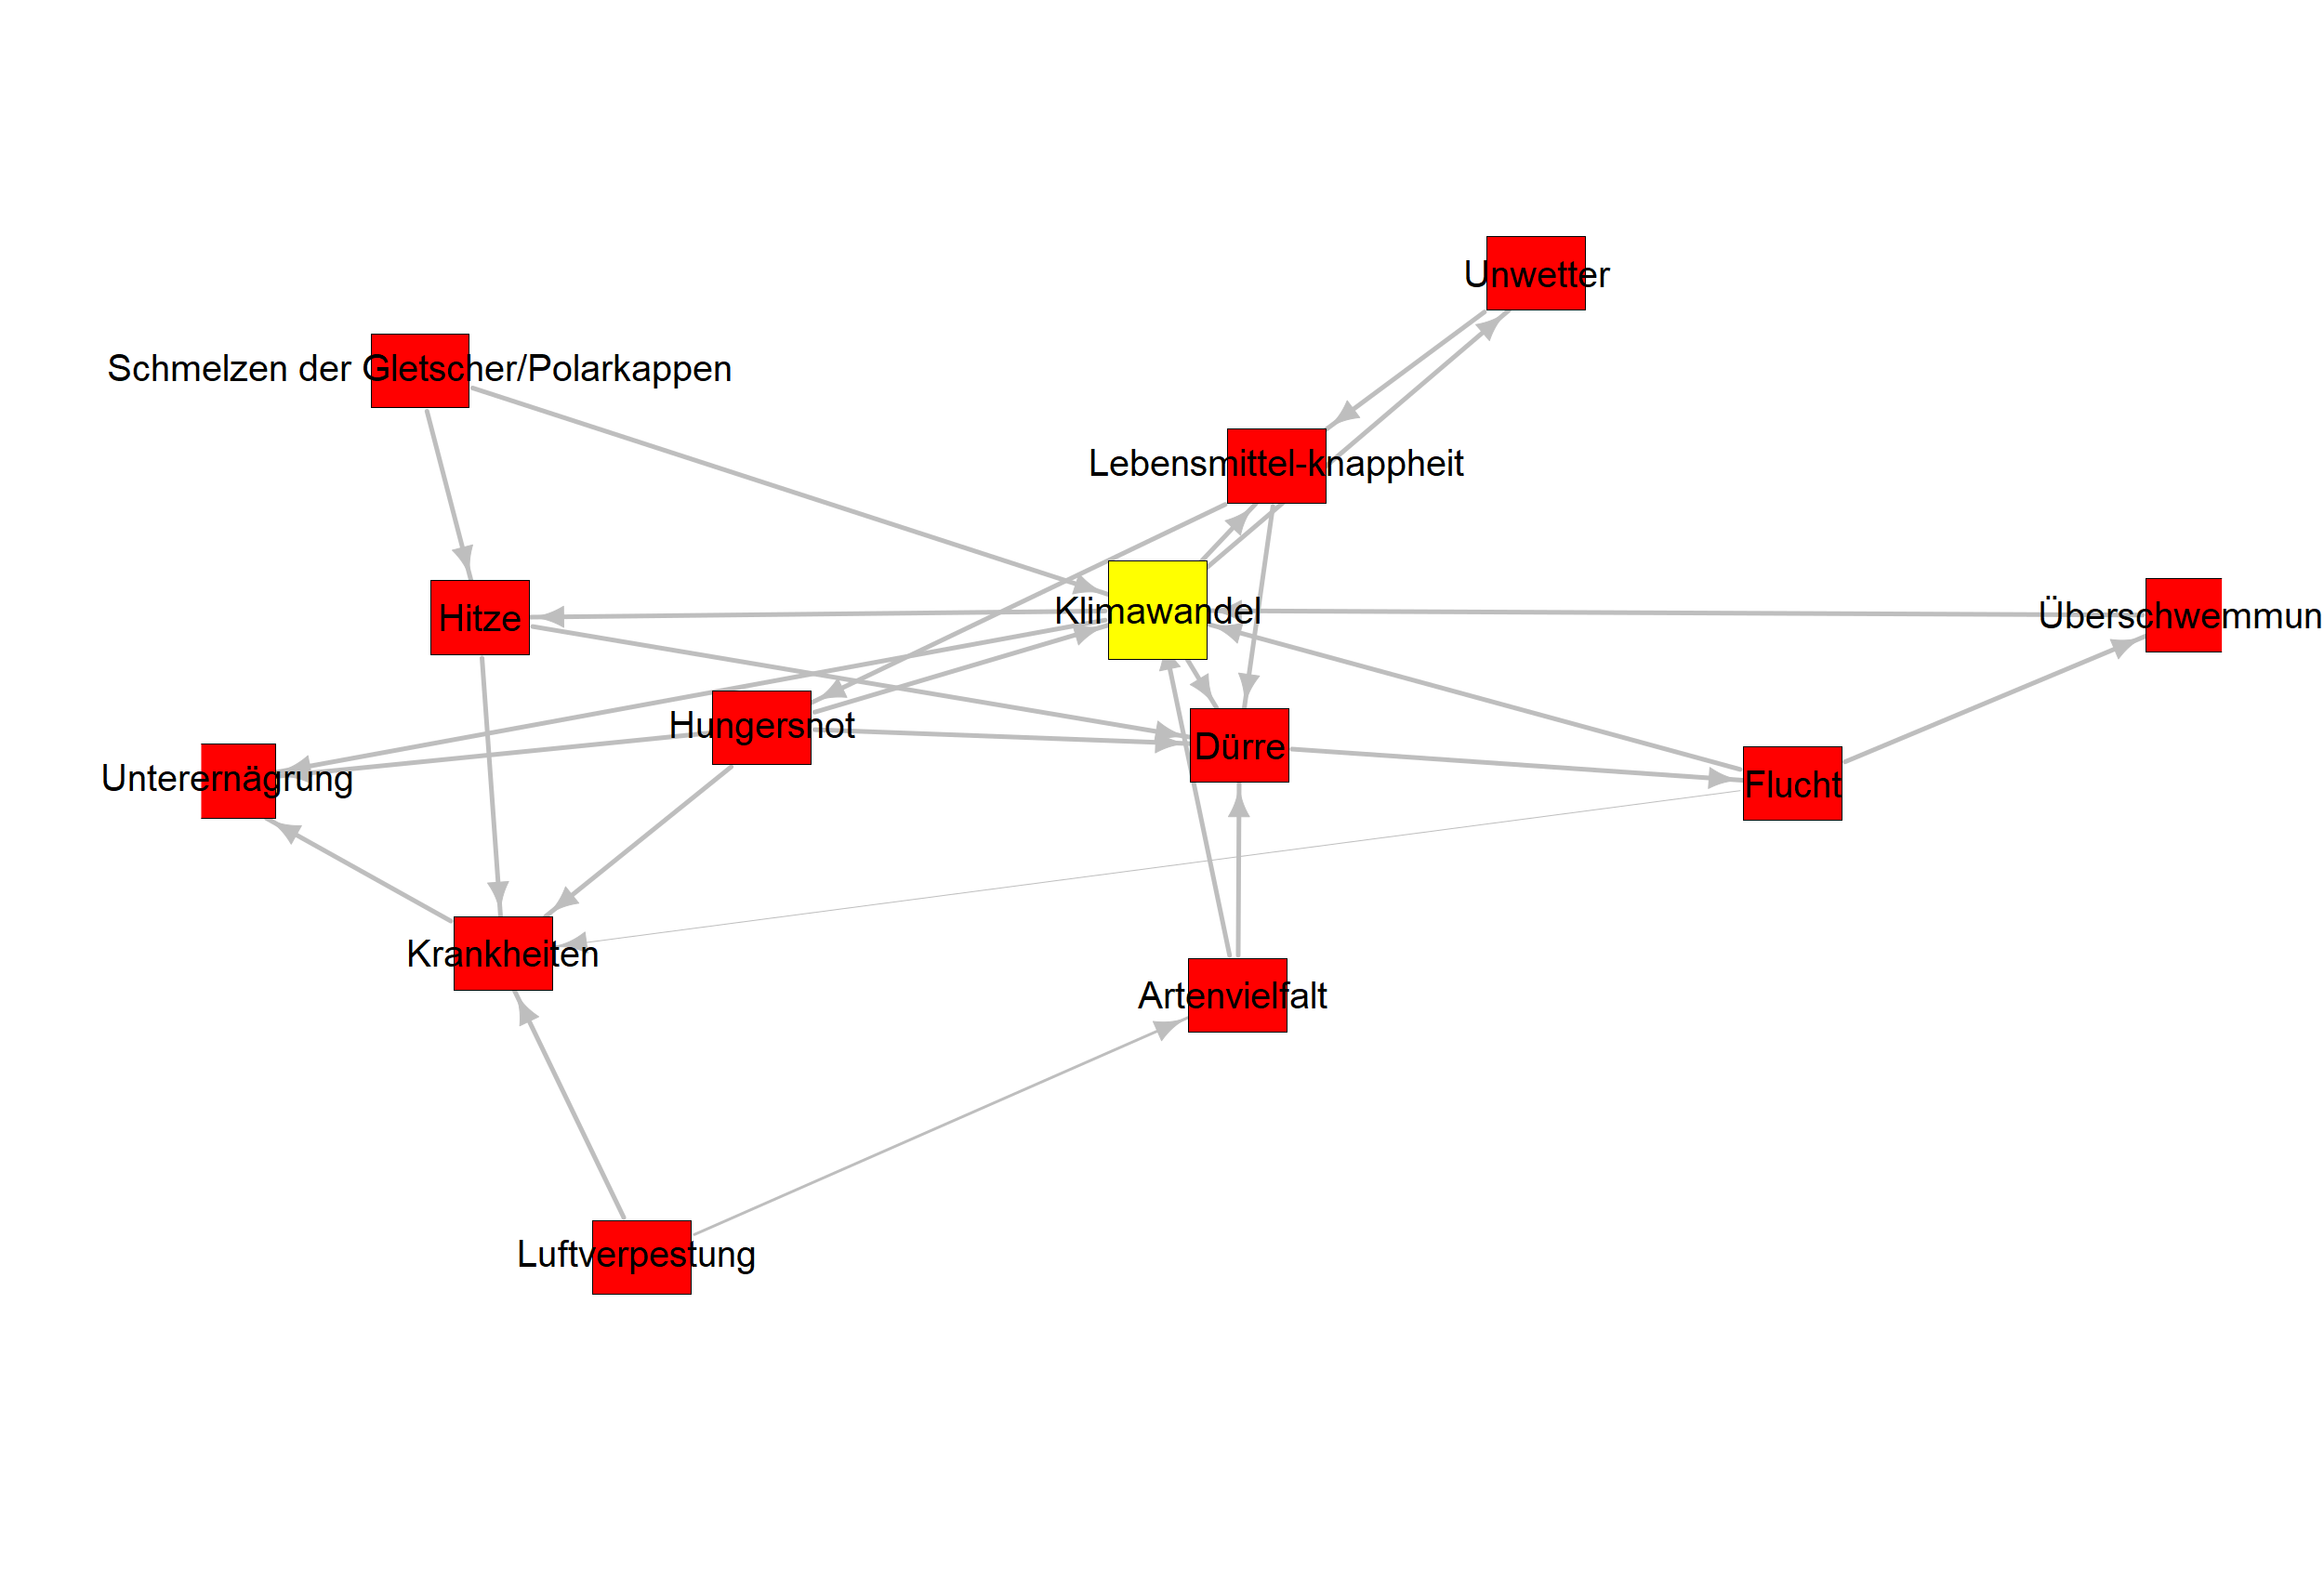 Unwetter
Schmelzen der Gletscher/Polarkappen
Lebensmittel-knappheit
Klimawandel
Hitze
Überschwemmun
Hungersnot
Dürre
Unterernägrung
Flucht
Krankheiten
Artenvielfalt
Luftverpestung